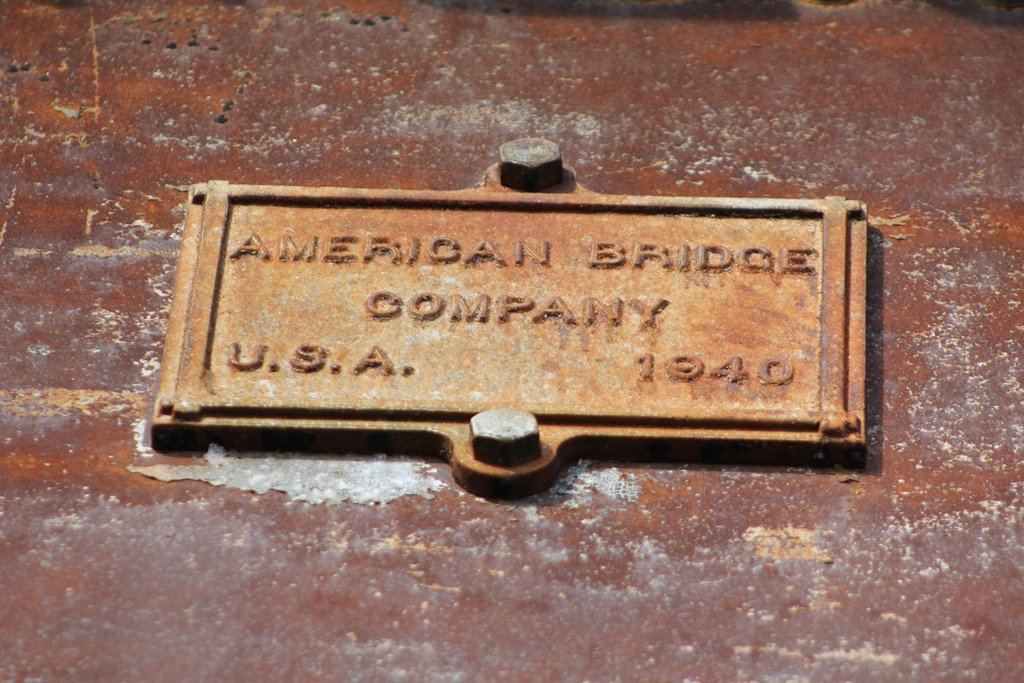 AMERICAN BRIDGE
COMPANY
U.S.A. 1940